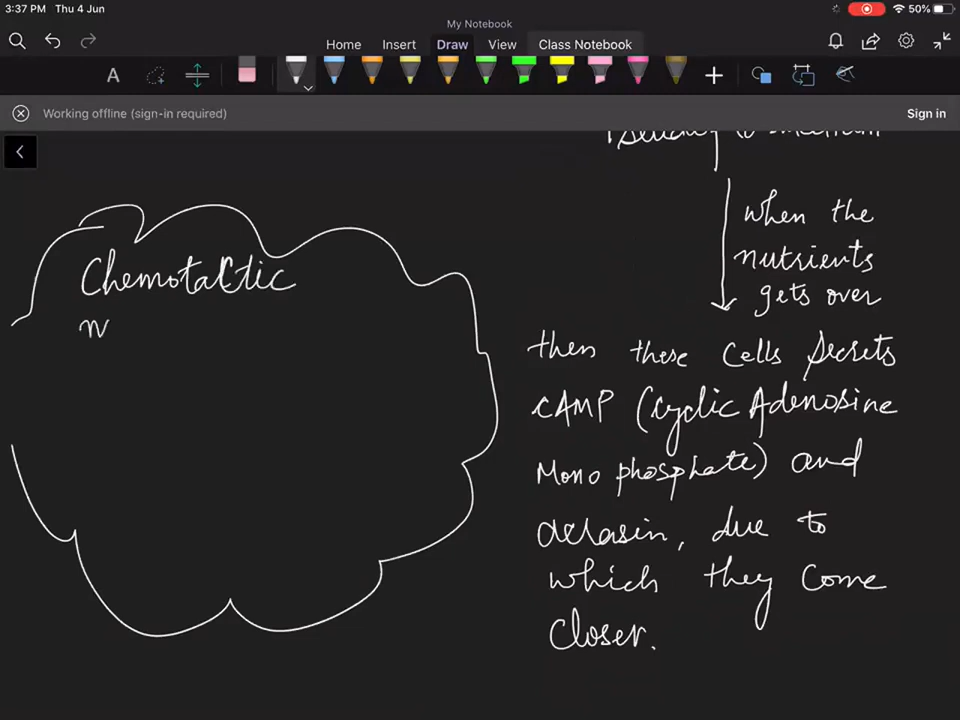 3:37 PM Thu 4 Jun
50%
My Notebook
Home Insert Draw View Class Notebook
A
Working offline (sign-in required)
Sign in
Chemotactic
when the
nutrients
gets over
then these Cells Secrets
cAMP (Cyclic Adenosine
Mono phosphate) and
acrasin, due to
which they Come
Closer.